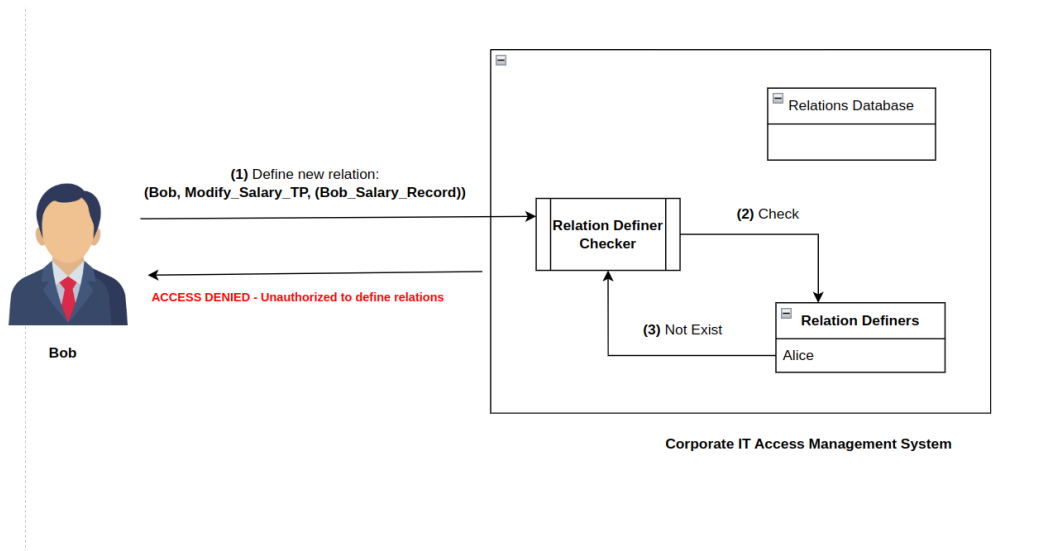 Relations Database
(1) Define new relation:
(Bob, Modify_Salary_TP, (Bob_Salary_Record))
Relation Definer
Checker
(2) Check
ACCESS DENIED - Unauthorized to define relations
Relation Definers
(3) Not Exist
Alice
Bob
Corporate IT Access Management System